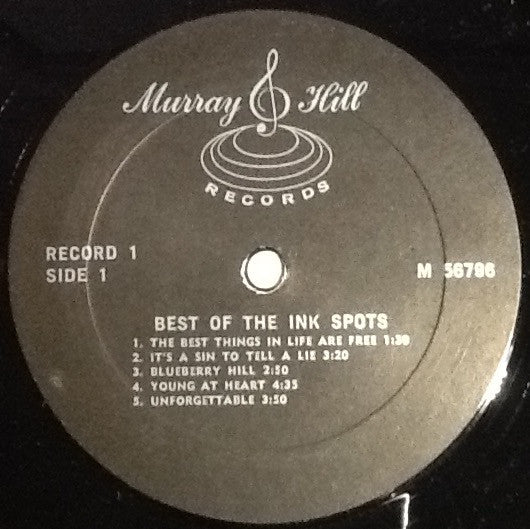 Murray Hill
RECORDS
RECORD 1
SIDE 1
M 56796
BEST OF THE INK SPOTS
1. THE BEST THINGS IN LIFE ARE FREE 1:30
2. IT'S A SIN TO TELL A LIE 3:20
3. BLUEBERRY HILL 2:50
4. YOUNG AT HEART 4:35
5. UNFORGETTABLE 3:50